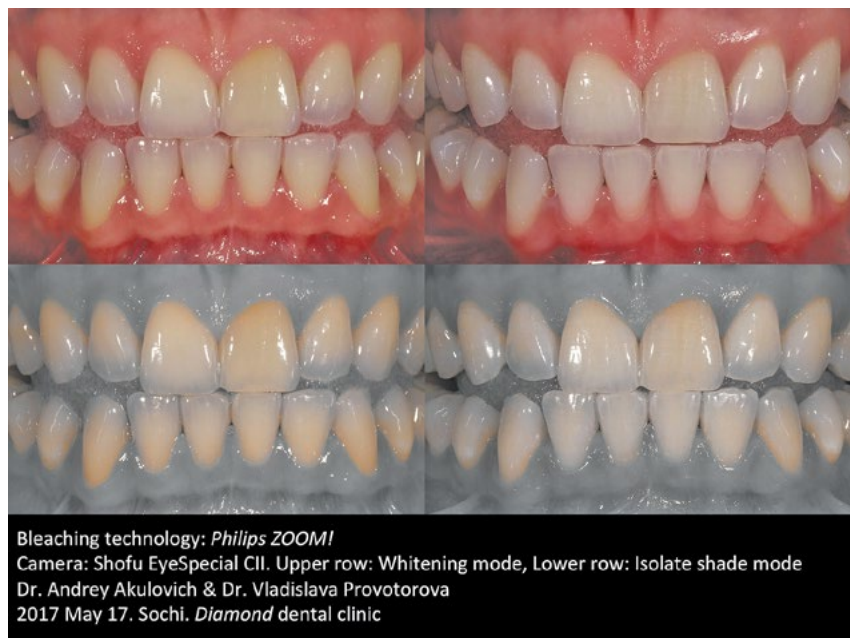 Bleaching technology: Philips ZOOM!
Camera: Shofu EyeSpecial CII. Upper row: Whitening mode, Lower row: Isolate shade mode
Dr. Andrey Akulovich & Dr. Vladislava Provotorova
2017 May 17. Sochi. Diamond dental clinic